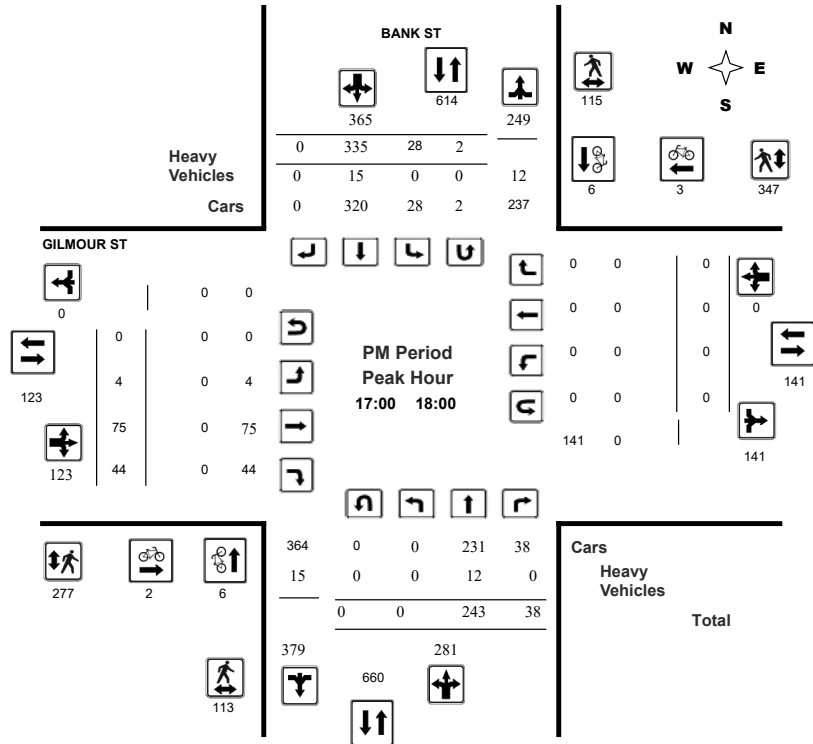 BANK ST
N
W E
S
614
115
365 249
Heavy
Vehicles
Cars
0 335 28 2
0 15 0 0 12
0 320 28 2 237
6 3 347
GILMOUR ST
0
0 0
0 0 0
123
4 0 4
75 0 75
123
44 0 44
PM Period
Peak Hour
17:00 18:00
0 0 0
0 0 0
0
0 0 0
141
0 0 0
141 0
141
277 2 6
113
364 0 0 231 38
15 0 0 12 0
0 0 243 38
379 281
660
Cars
Heavy
Vehicles
Total